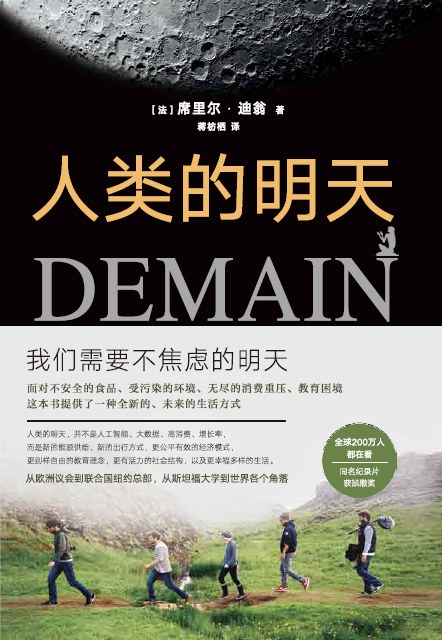 ［法］席里尔·迪翁 著
蒋枋栖 译
人类的明天
DEMAIN
我们需要不焦虑的明天
面对不安全的食品、受污染的环境、无尽的消费重压、教育困境
这本书提供了一种全新的、未来的生活方式
人类的明天，并不是人工智能、大数据、高消费、增长率，
而是新的能源供给、新的出行方式、更公平有效的经济模式，
更别样自由的教育理念，更有活力的社会结构，以及更幸福多样的生活。
从欧洲议会到联合国纽约总部，从斯坦福大学到世界各个角落
全球200万人
都在看
同名纪录片
获凯撒奖